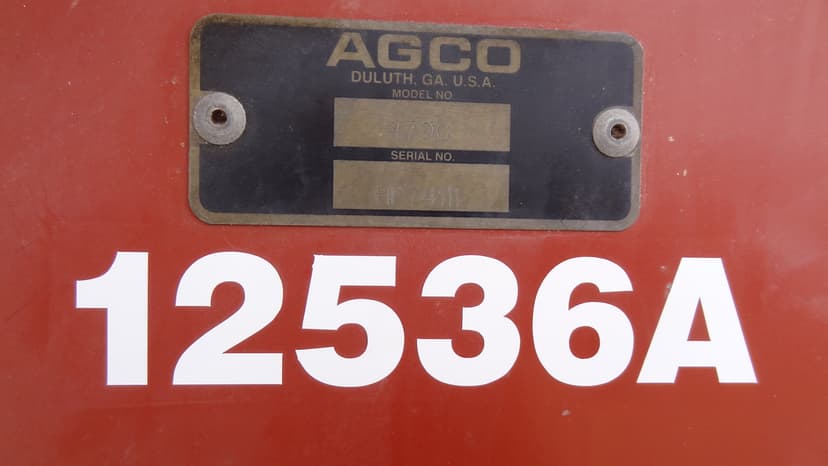 AGCO
DULUTH, GA, U.S.A.
MODEL NO
SERIAL NO.
12536A